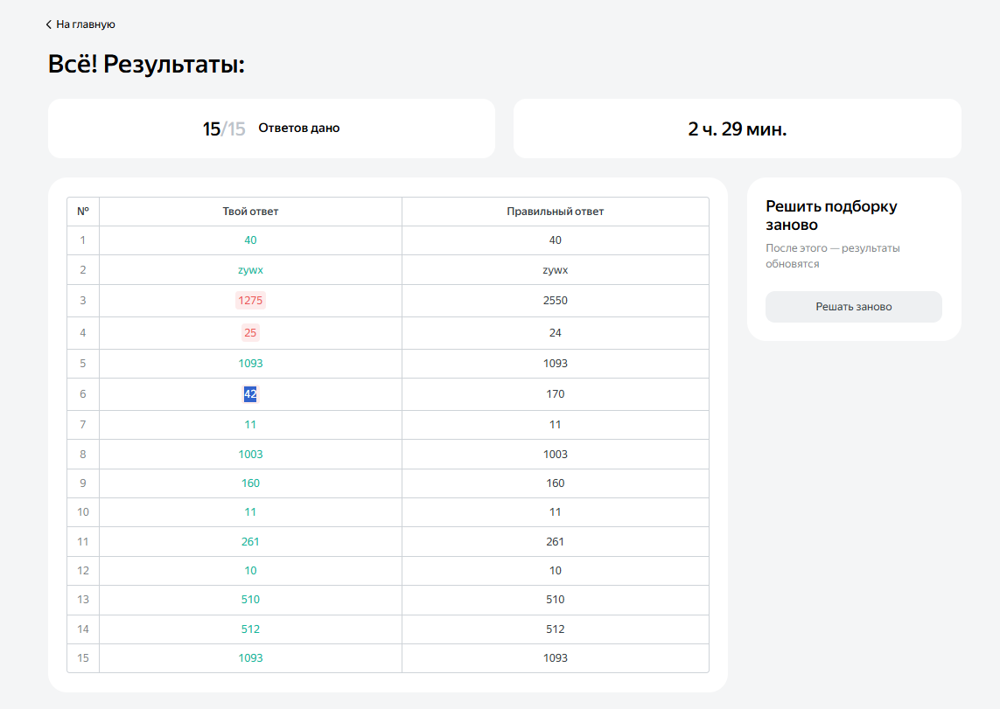 На главную
Всё! Результаты:
15/15 Ответов дано
2 ч. 29 мин.
№ Твой ответ Правильный ответ
1 40 40
2 zywx zywx
3 1275 2550
4 25 24
5 1093 1093
6 42 170
7 11 11
8 1003 1003
9 160 160
10 11 11
11 261 261
12 10 10
13 510 510
14 512 512
15 1093 1093
Решить подборку
заново
После этого — результаты
обновятся
Решать заново